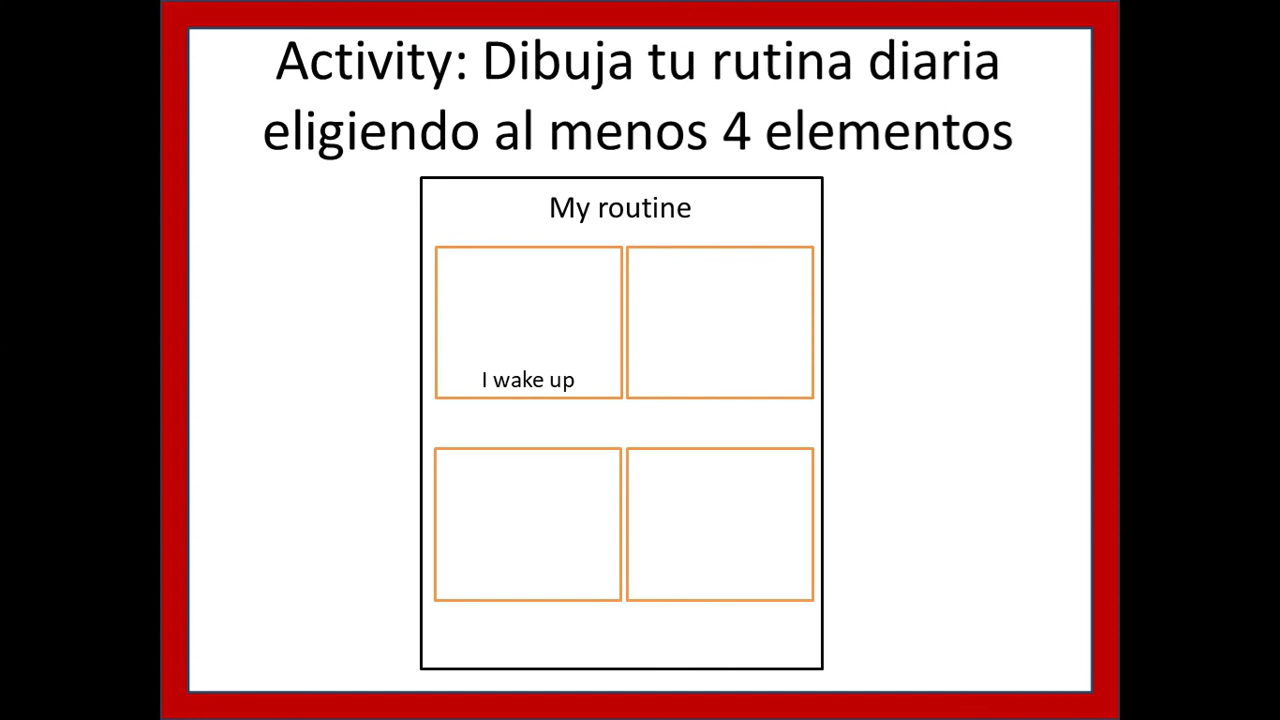 Activity: Dibuja tu rutina diaria
eligiendo al menos 4 elementos
My routine
I wake up